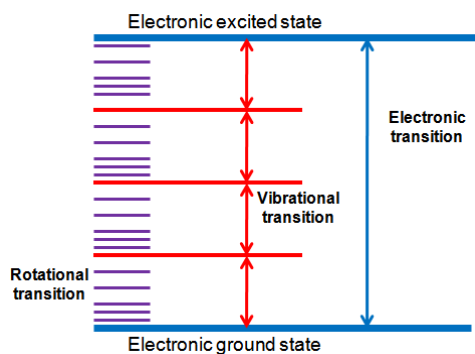 Electronic excited state
Electronic
transition
Vibrational
transition
Rotational
transition
Electronic ground state